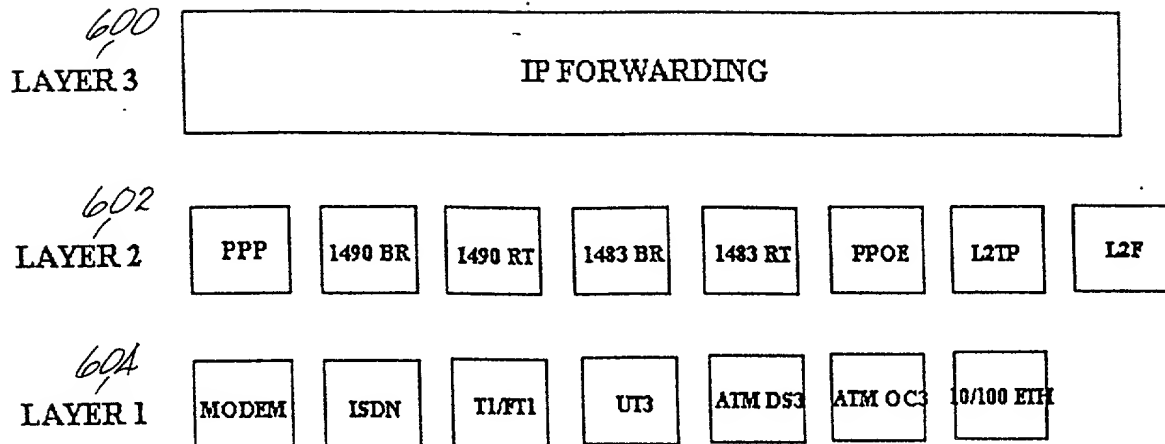 600
LAYER 3
IP FORWARDING
602
LAYER 2
PPP 1490 BR 1490 RT 1483 BR 1483 RT PPOE L2TP L2F
604
LAYER 1
MODEM ISDN T1/FT1 UT3 ATM DS3 ATM OC3 10/100 ETH